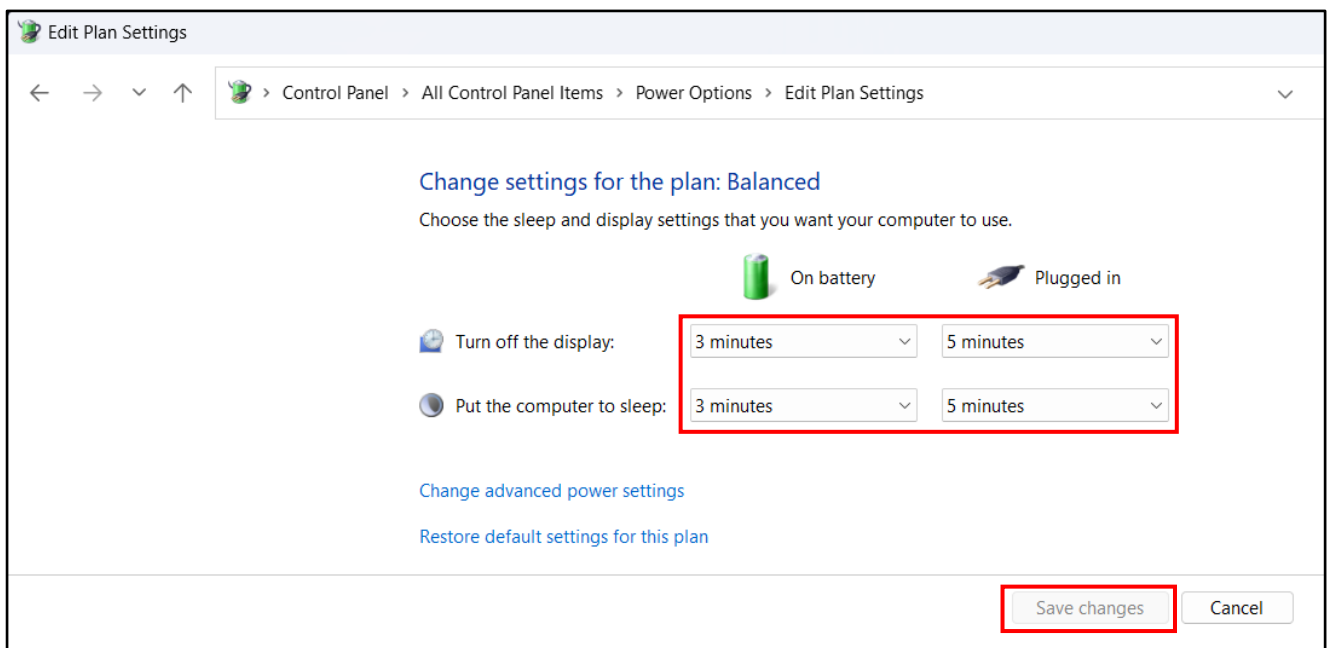 Edit Plan Settings
Control Panel > All Control Panel Items > Power Options > Edit Plan Settings
Change settings for the plan: Balanced
Choose the sleep and display settings that you want your computer to use.
On battery Plugged in
Turn off the display: 3 minutes 5 minutes
Put the computer to sleep: 3 minutes 5 minutes
Change advanced power settings
Restore default settings for this plan
Save changes Cancel